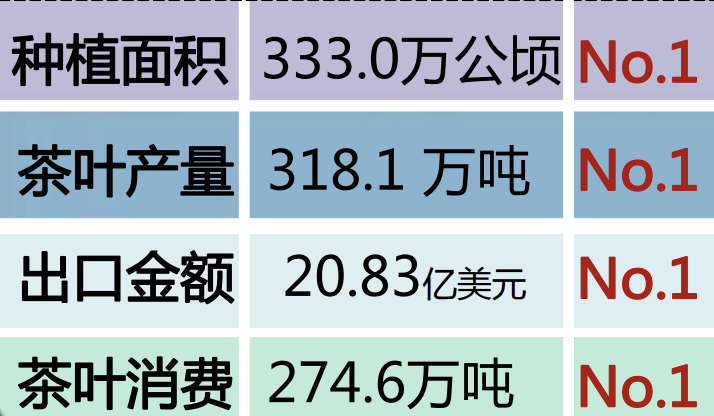 种植面积 333.0万公顷 No.1
茶叶产量 318.1 万吨 No.1
出口金额 20.83亿美元 No.1
茶叶消费 274.6万吨 No.1